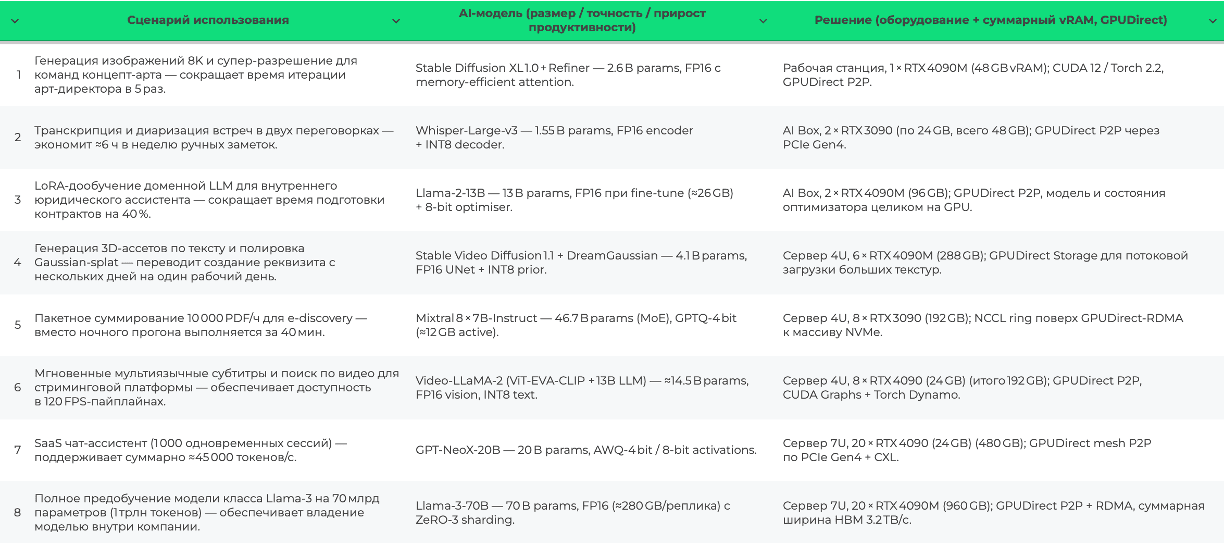 Сценарий использования
AI-модель (размер / точность / прирост
продуктивности)
Решение (оборудование + суммарный vRAM, GPUDirect)
1
Генерация изображений 8K и супер-разрешение для
команд концепт-арта — сокращает время итерации
арт-директора в 5 раз.
Stable Diffusion XL 1.0 + Refiner — 2.6 B params, FP16 с
memory-efficient attention.
Рабочая станция, 1 × RTX 4090M (48 GB vRAM); CUDA 12 / Torch 2.2,
GPUDirect P2P.
2
Транскрипция и диаризация встреч в двух переговорках —
экономит ≈6 ч в неделю ручных заметок.
Whisper-Large-v3 — 1.55 B params, FP16 encoder
+ INT8 decoder.
AI Box, 2 × RTX 3090 (по 24 GB, всего 48 GB); GPUDirect P2P через
PCIe Gen4.
3
LoRA-дообучение доменной LLM для внутреннего
юридического ассистента — сокращает время подготовки
контрактов на 40 %.
Llama-2-13B — 13 B params, FP16 при fine-tune (≈26 GB)
+ 8-bit optimiser.
AI Box, 2 × RTX 4090M (96 GB); GPUDirect P2P, модель и состояния
оптимизатора целиком на GPU.
4
Генерация 3D-ассетов по тексту и полировка
Gaussian-splat — переводит создание реквизита с
нескольких дней на один рабочий день.
Stable Video Diffusion 1.1 + DreamGaussian — 4.1 B params,
FP16 UNet + INT8 prior.
Сервер 4U, 6 × RTX 4090M (288 GB); GPUDirect Storage для потоковой
загрузки больших текстур.
5
Пакетное суммирование 10 000 PDF/ч для e-discovery —
вместо ночного прогона выполняется за 40 мин.
Mixtral 8 × 7B-Instruct — 46.7 B params (MoE), GPTQ-4 bit
(≈12 GB active).
Сервер 4U, 8 × RTX 3090 (192 GB); NCCL ring поверх GPUDirect-RDMA
к массиву NVMe.
6
Мгновенные мультиязычные субтитры и поиск по видео для
стриминговой платформы — обеспечивает доступность
в 120 FPS-пайплайнах.
Video-LLaMA-2 (ViT-EVA-CLIP + 13B LLM) — ≈14.5 B params,
FP16 vision, INT8 text.
Сервер 4U, 8 × RTX 4090 (24 GB) (итого 192 GB); GPUDirect P2P,
CUDA Graphs + Torch Dynamo.
7
SaaS чат-ассистент (1 000 одновременных сессий) —
поддерживает суммарно ≈45 000 токенов/с.
GPT-NeoX-20B — 20 B params, AWQ-4 bit / 8-bit activations.
Сервер 7U, 20 × RTX 4090 (24 GB) (480 GB); GPUDirect mesh P2P
по PCIe Gen4 + CXL.
8
Полное предобучение модели класса Llama-3 на 70 млрд
параметров (1 трлн токенов) — обеспечивает владение
моделью внутри компании.
Llama-3-70B — 70 B params, FP16 (≈280 GB/реплика) с
ZeRO-3 sharding.
Сервер 7U, 20 × RTX 4090M (960 GB); GPUDirect P2P + RDMA, суммарная
ширина HBM 3.2 TB/с.